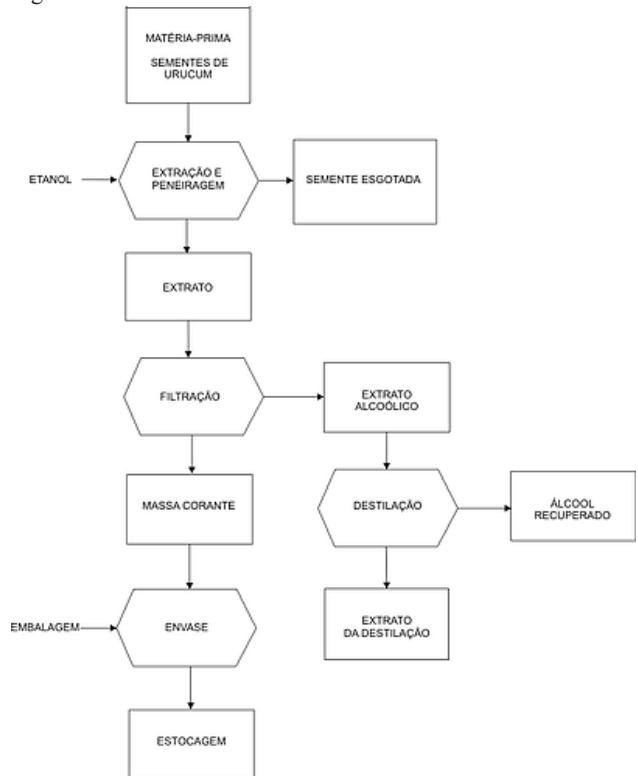 MATÉRIA-PRIMA
SEMENTES DE
URUCUM
ETANOL
EXTRAÇÃO E
PENEIRAGEM
SEMENTE ESGOTADA
EXTRATO
FILTRAÇÃO
EXTRATO
ALCOÓLICO
MASSA CORANTE
DESTILAÇÃO
ÁLCOOL
RECUPERADO
EMBALAGEM
ENVASE
EXTRATO
DA DESTILAÇÃO
ESTOCAGEM